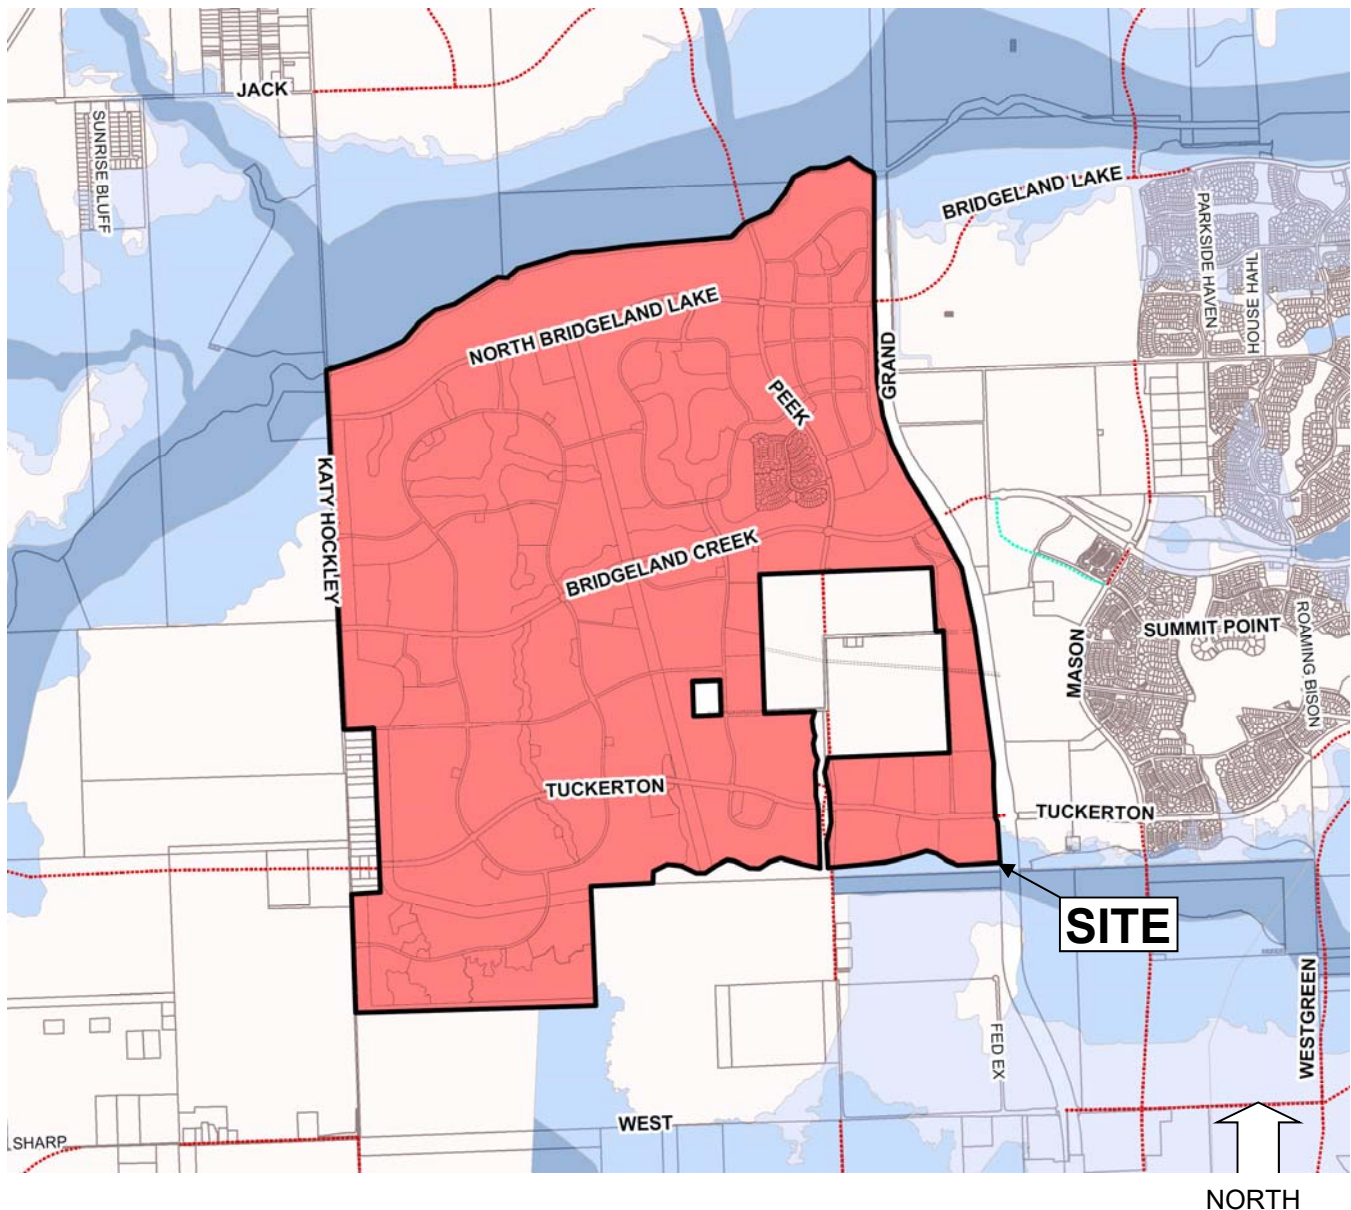 JACK
SUNRISE BLUFF
BRIDGELAND LAKE
PARKSIDE HAVEN
HOUSE HAHL
NORTH BRIDGELAND LAKE
GRAND
PEEK
KATY HOCKLEY
BRIDGELAND CREEK
SUMMIT POINT
ROAMING BISON
MASON
TUCKERTON
TUCKERTON
SITE
WESTGREEN
FED EX
WEST
SHARP
NORTH